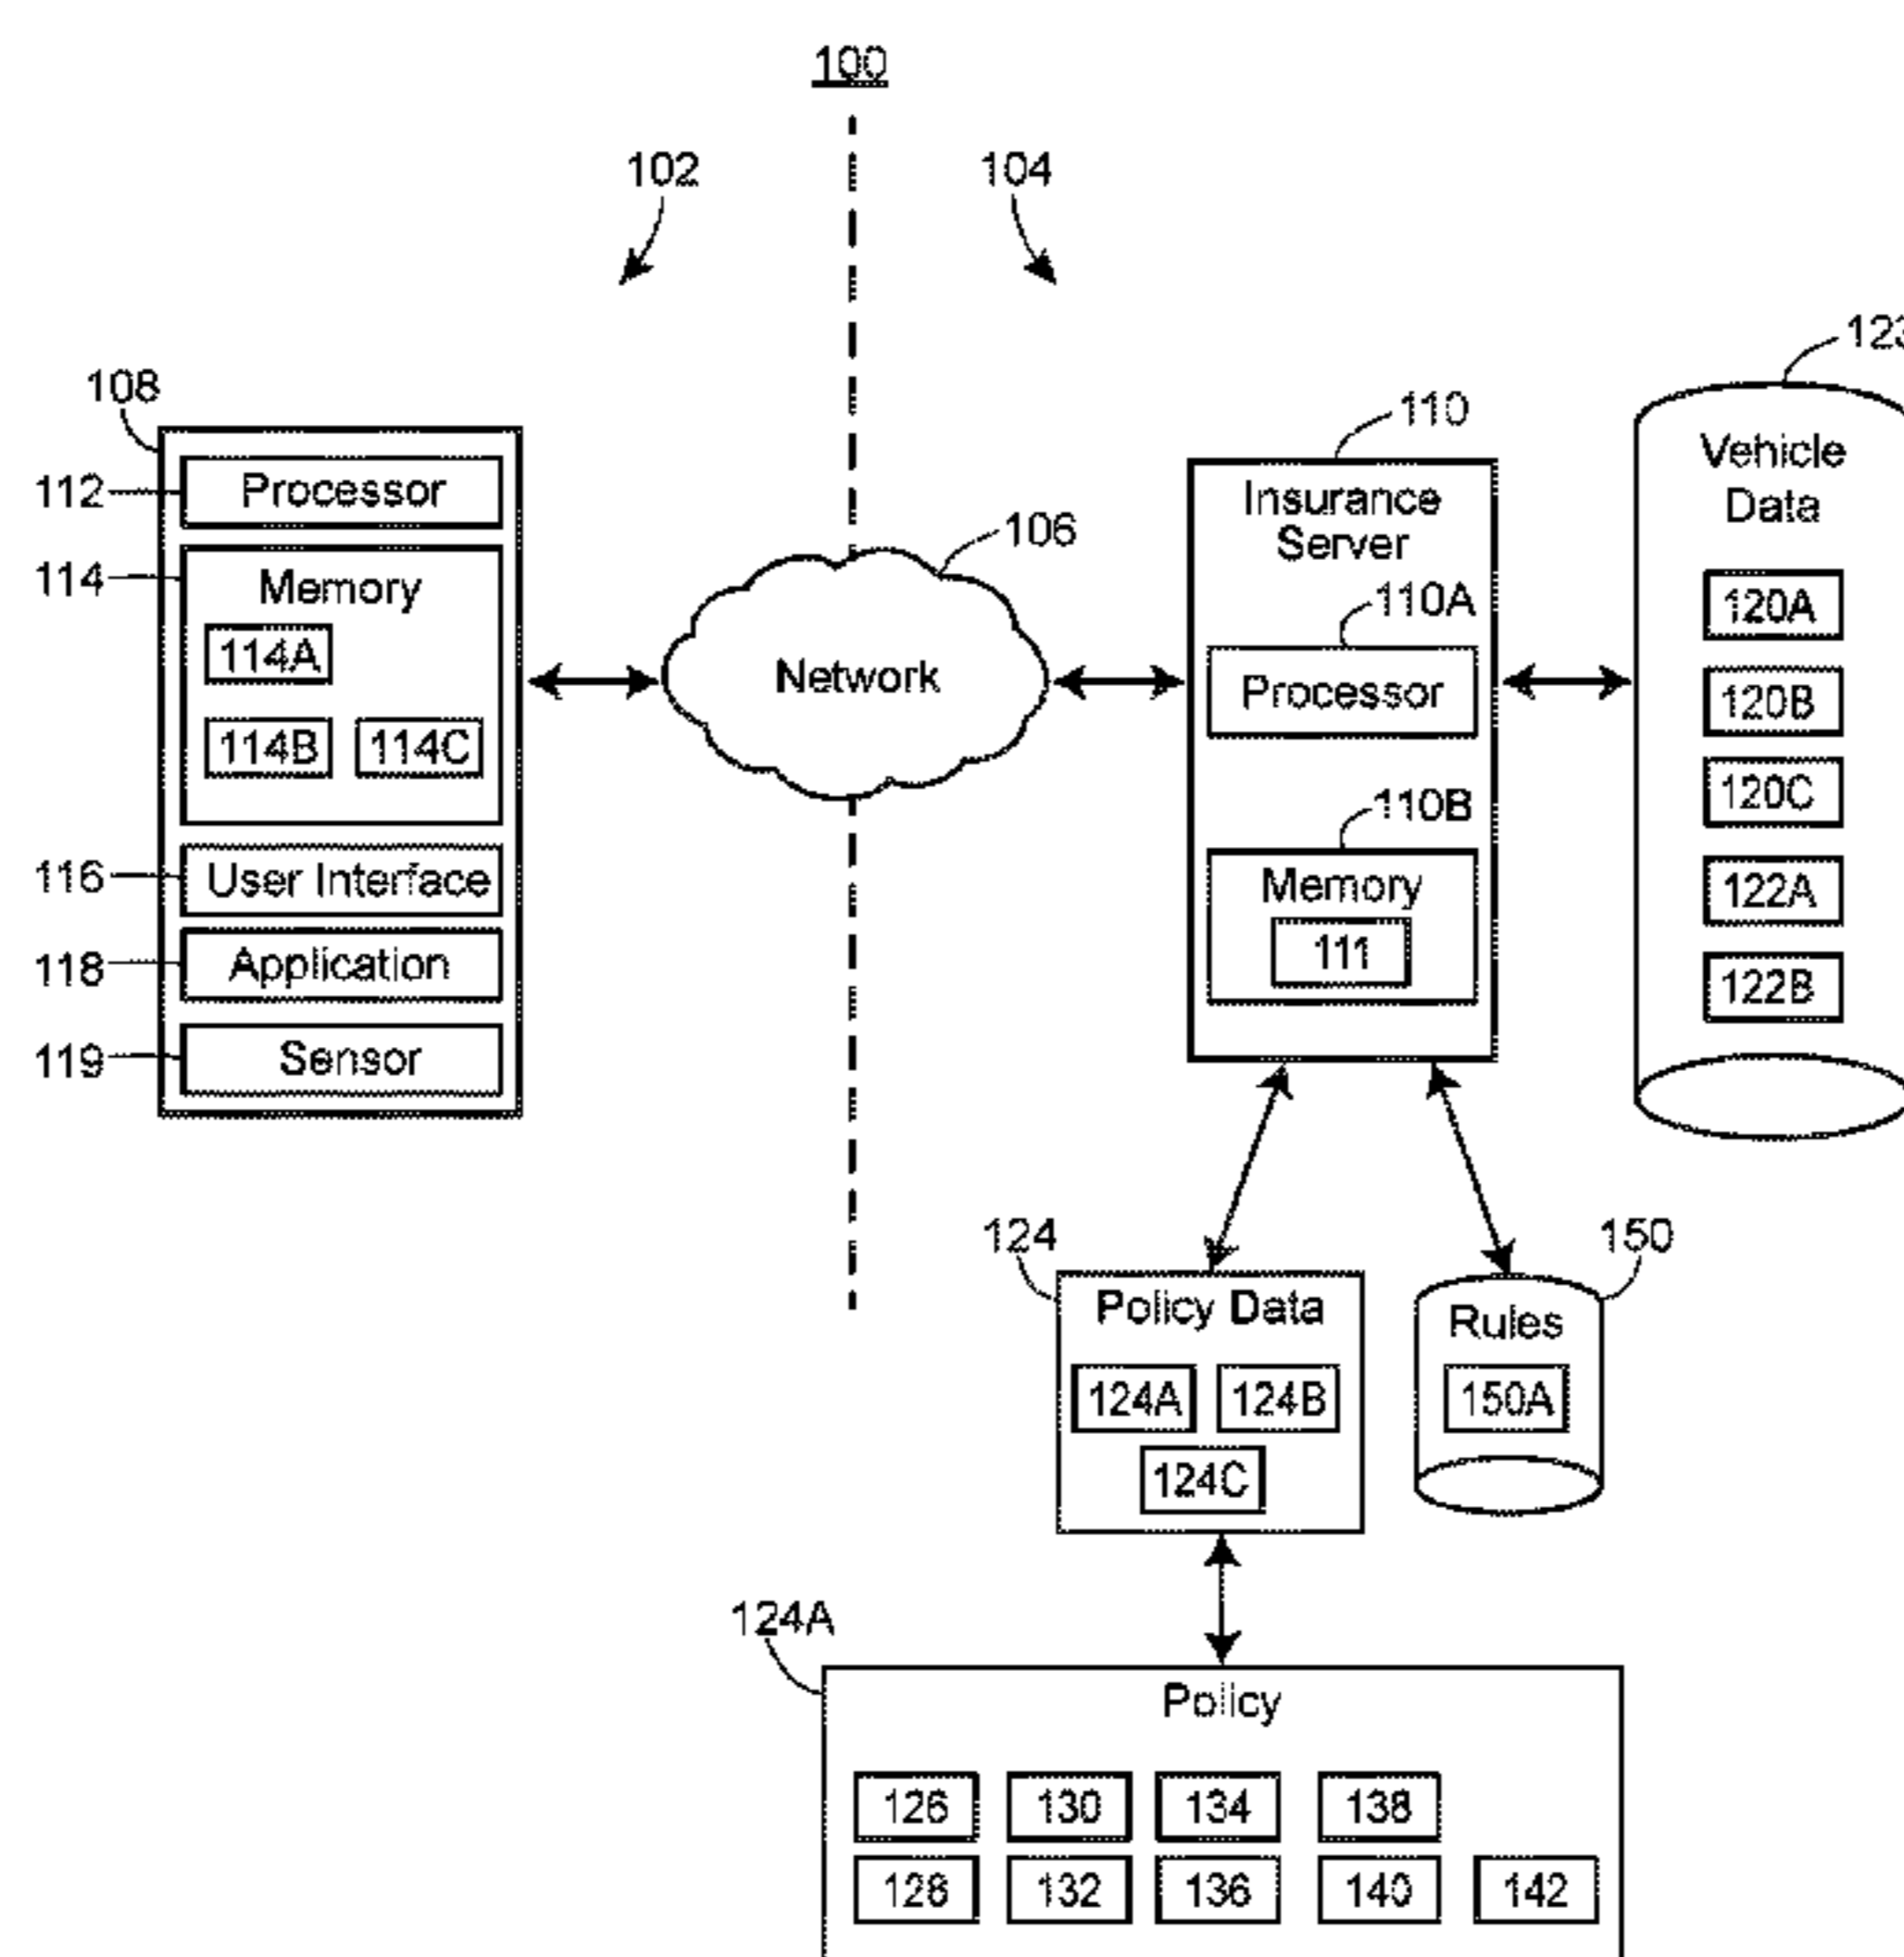 100
102
104
108
112
Processor
114
Memory
114A
114B
114C
116
User Interface
118
Application
119
Sensor
106
Network
110
Insurance
Server
110A
Processor
110B
Memory
111
123
Vehicle
Data
120A
120B
120C
122A
122B
124
Policy Data
124A
124B
124C
150
Rules
150A
124A
Policy
126
130
134
138
128
132
136
140
142